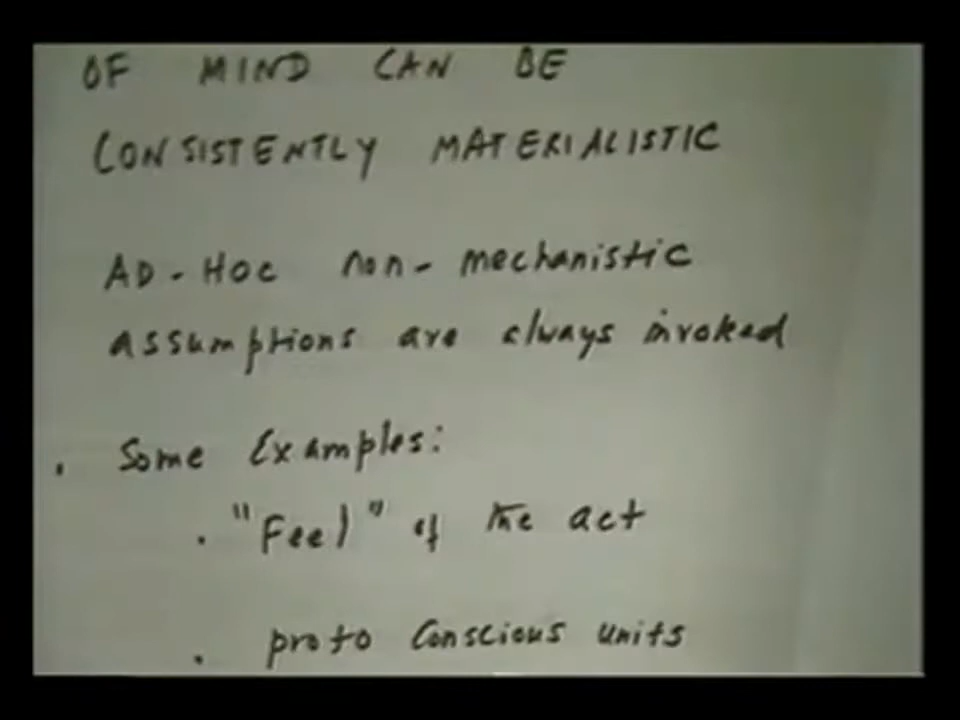 OF MIND CAN BE
CONSISTENTLY MATERIALISTIC
AD-HOC non-mechanistic
assumptions are always invoked
. Some Examples:
. "Feel" of the act
. proto Conscious units